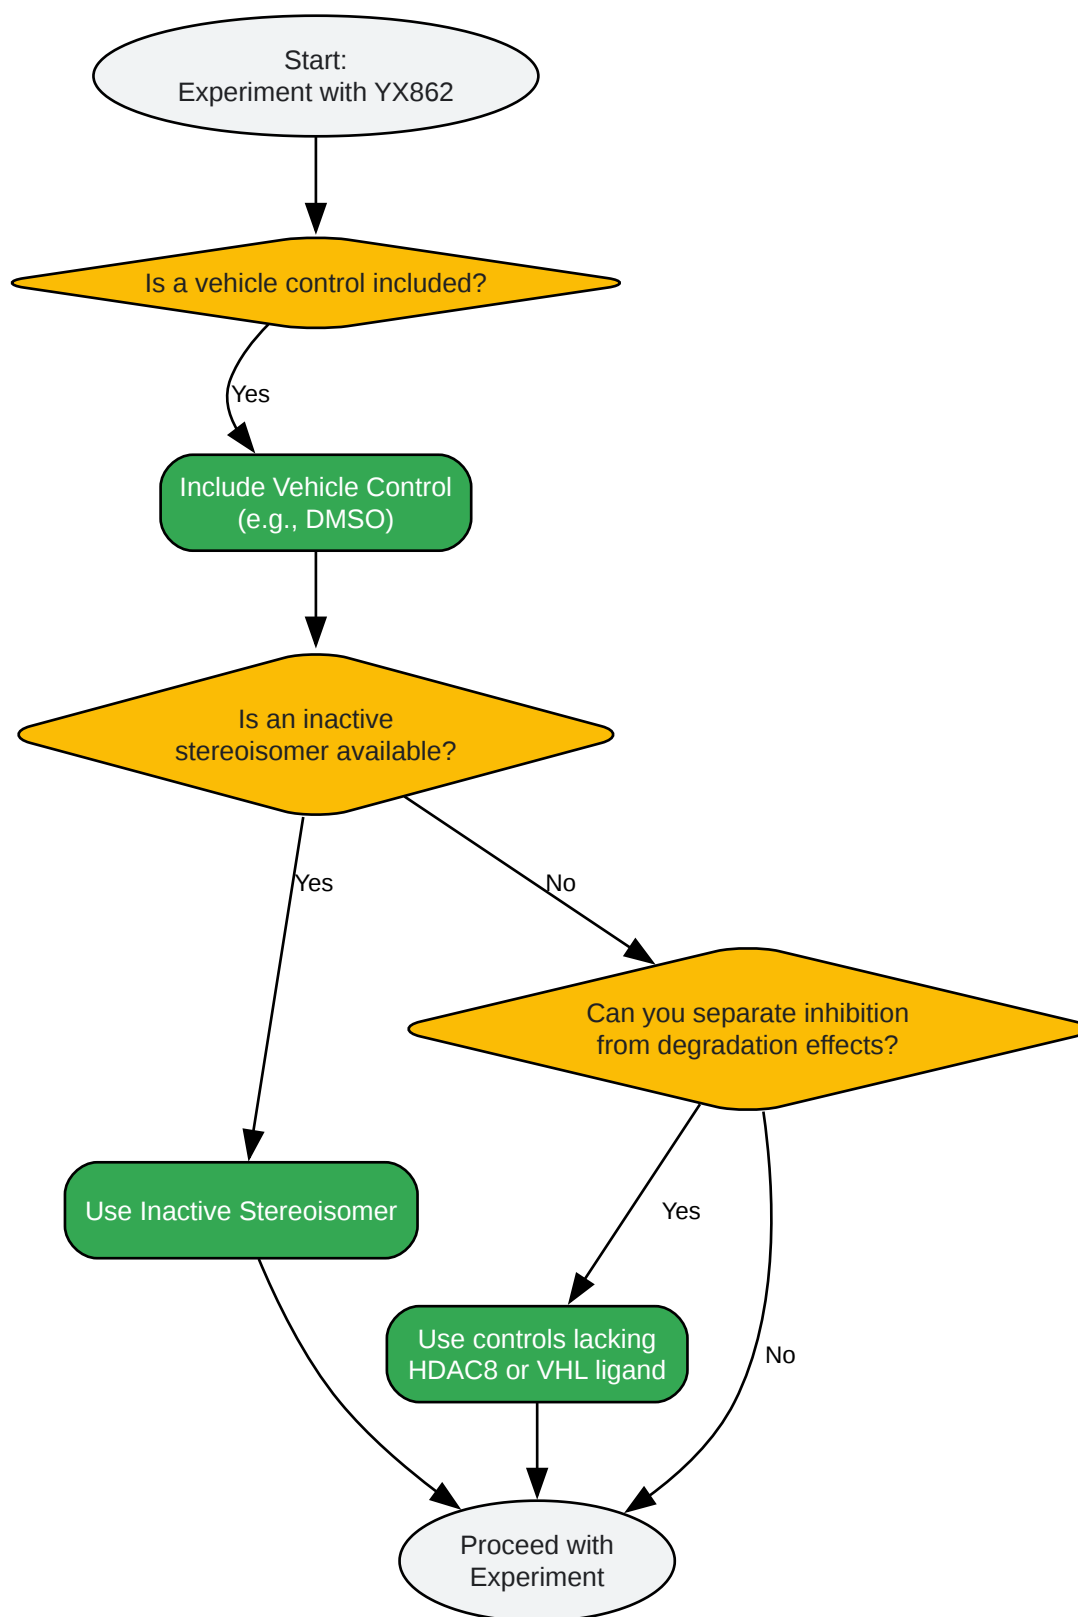 Start:
Experiment with YX862
Is a vehicle control included?
Yes
Include Vehicle Control
(e.g., DMSO)
Is an inactive
stereoisomer available?
Yes
No
Can you separate inhibition
from degradation effects?
Use Inactive Stereoisomer
Yes
Use controls lacking
HDAC8 or VHL ligand
No
Proceed with
Experiment